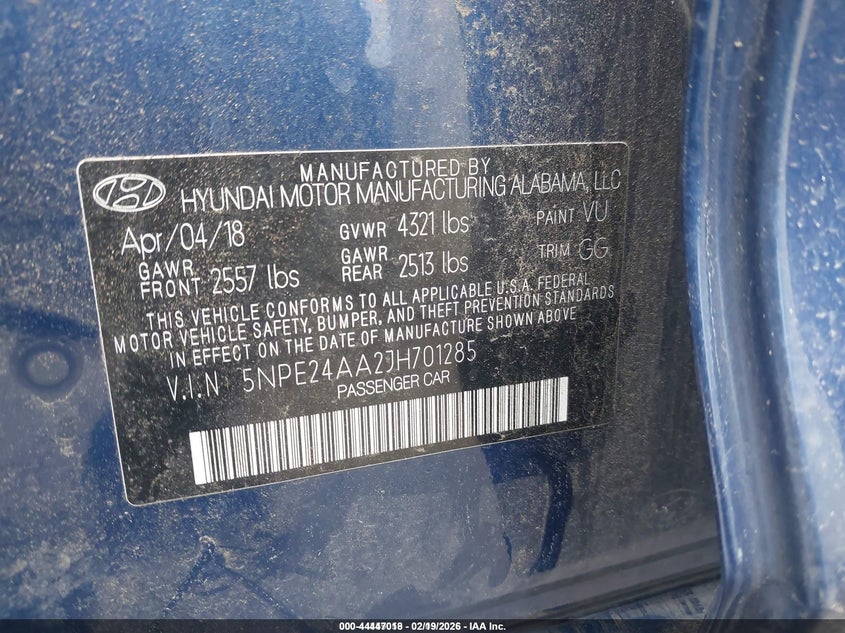 MANUFACTURED BY
HYUNDAI MOTOR MANUFACTURING ALABAMA, LLC
Apr/04/18 GVWR 4321 lbs PAINT VU
GAWR FRONT 2557 lbs GAWR REAR 2513 lbs TRIM GG
THIS VEHICLE CONFORMS TO ALL APPLICABLE U.S.A. FEDERAL
MOTOR VEHICLE SAFETY, BUMPER, AND THEFT PREVENTION STANDARDS
IN EFFECT ON THE DATE OF MANUFACTURE SHOWN ABOVE
V.I.N 5NPE24AA2JH701285
PASSENGER CAR
02/19/2026 - IAA Inc.